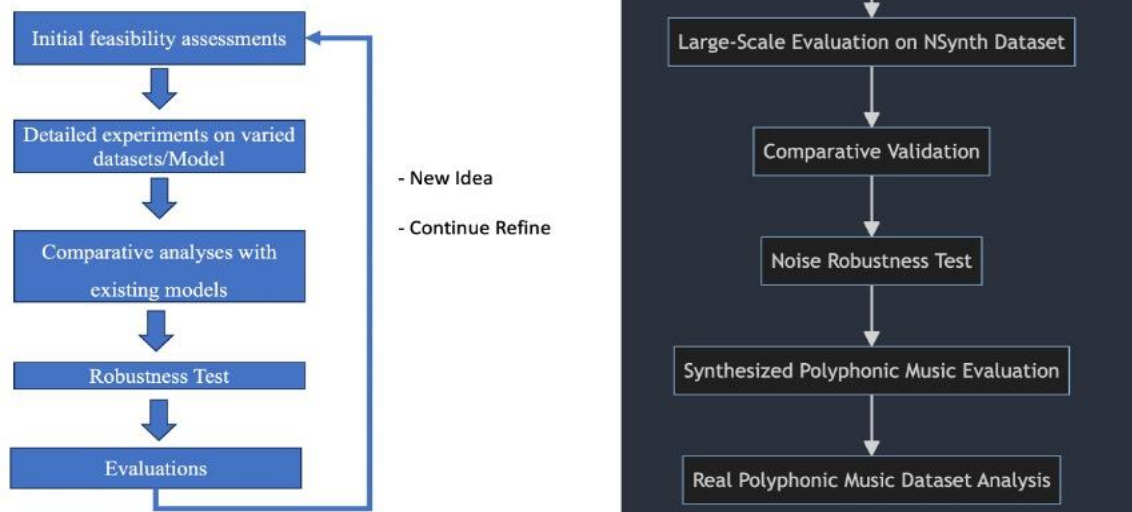 Initial feasibility assessments
Detailed experiments on varied
datasets/Model
Comparative analyses with
existing models
Robustness Test
Evaluations
- New Idea
- Continue Refine
Large-Scale Evaluation on NSynth Dataset
Comparative Validation
Noise Robustness Test
Synthesized Polyphonic Music Evaluation
Real Polyphonic Music Dataset Analysis